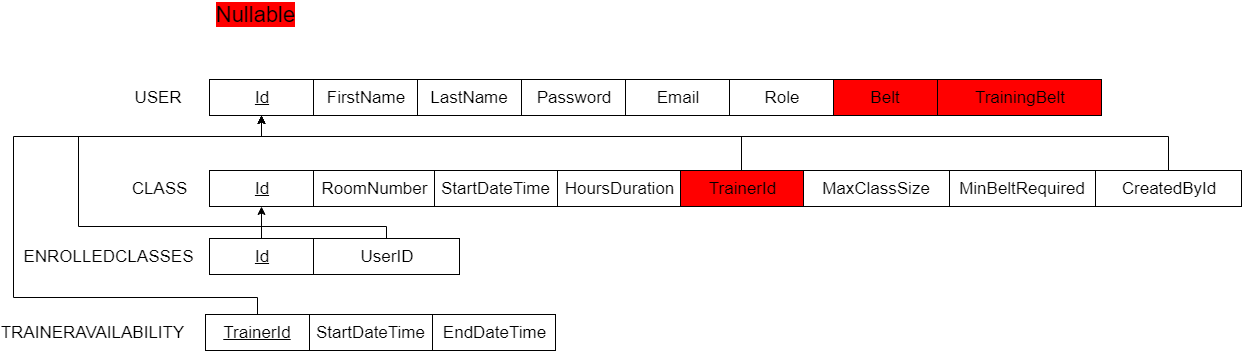 Nullable
USER Id FirstName LastName Password Email Role Belt TrainingBelt
CLASS Id RoomNumber StartDateTime HoursDuration TrainerId MaxClassSize MinBeltRequired CreatedById
ENROLLEDCLASSES Id UserID
TRAINERAVAILABILITY TrainerId StartDateTime EndDateTime